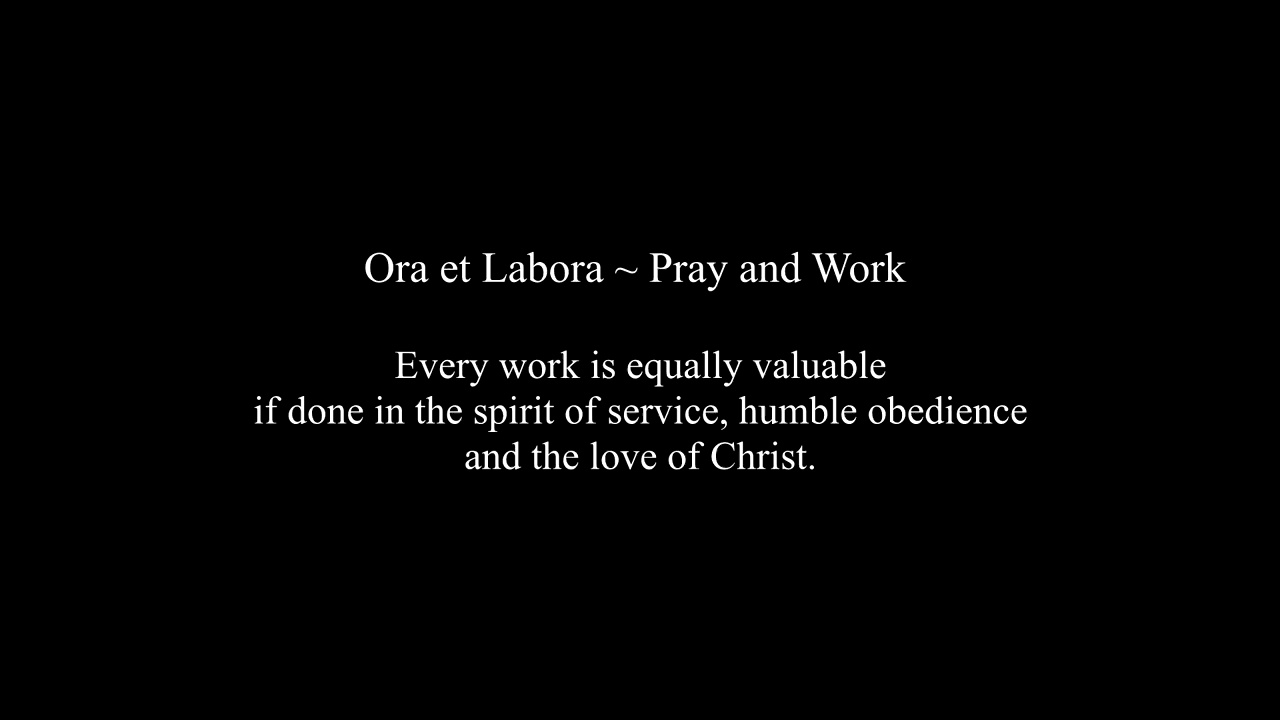 Ora et Labora ~ Pray and Work
Every work is equally valuable
if done in the spirit of service, humble obedience
and the love of Christ.